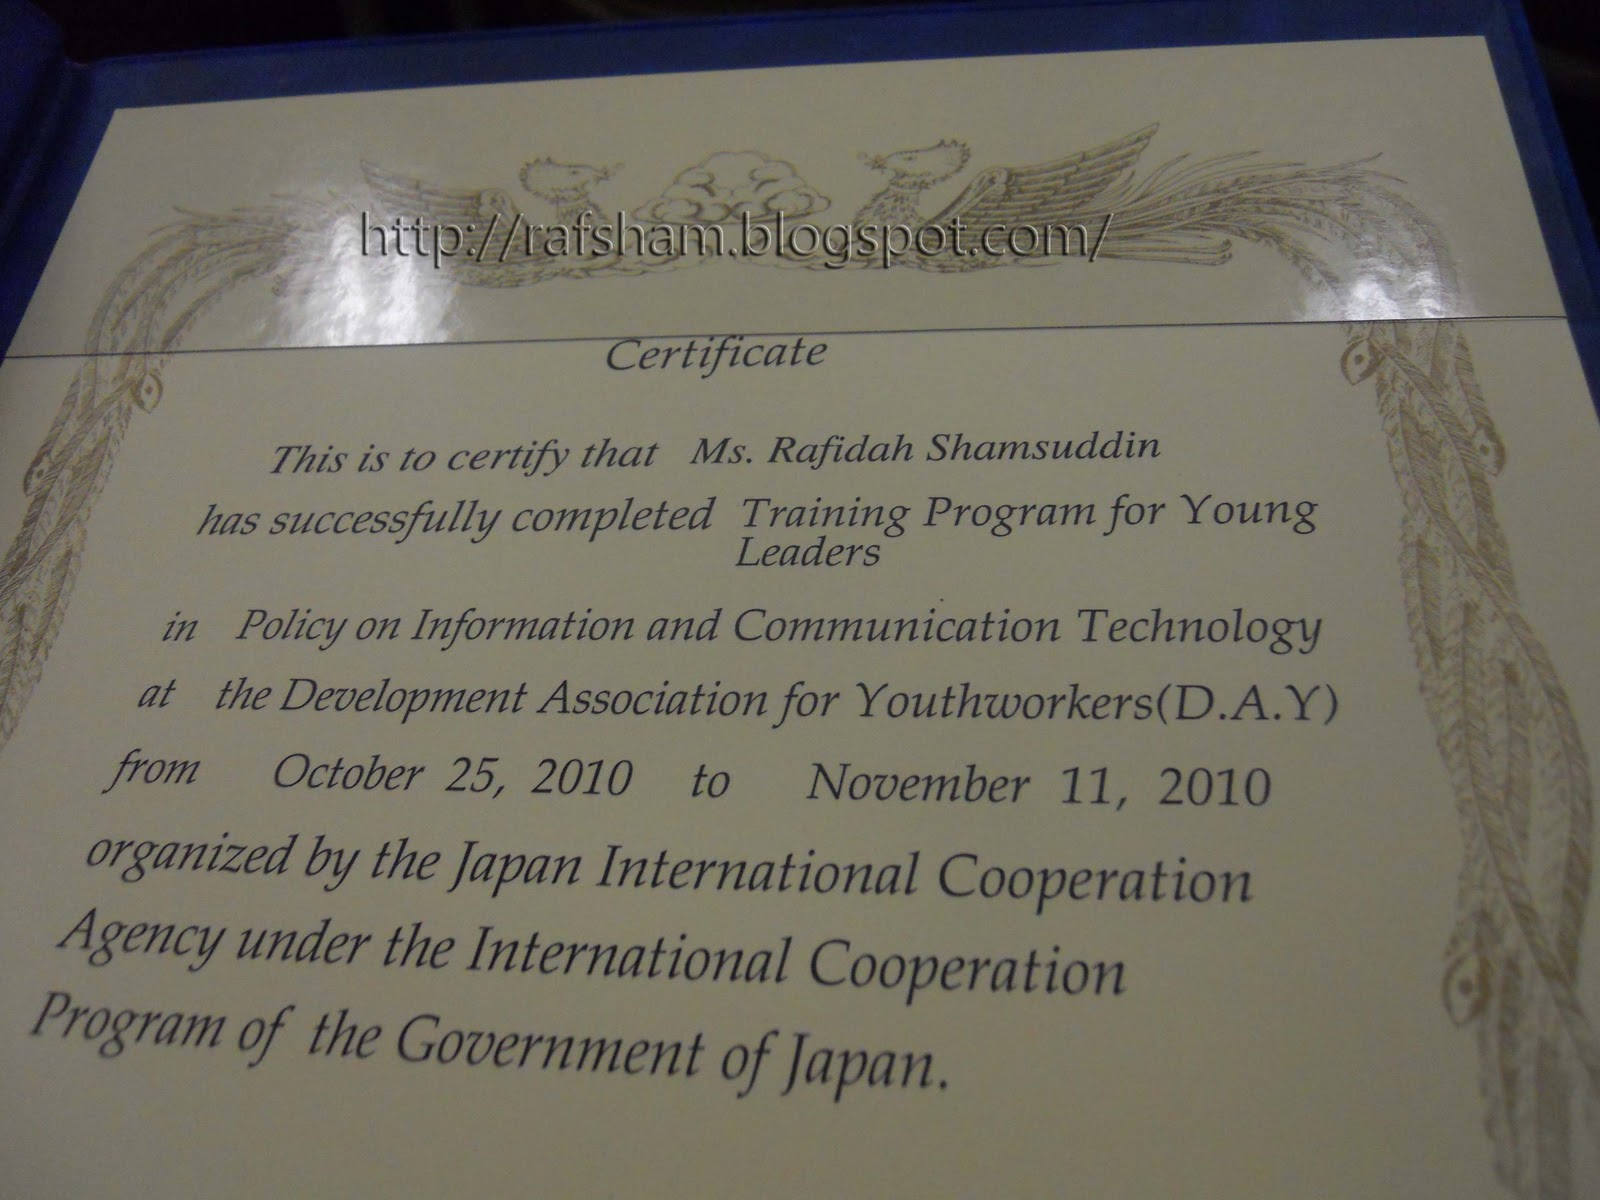 http://rafsham.blogspot.com/
Certificate
This is to certify that Ms. Rafidah Shamsuddin
has successfully completed Training Program for Young
Leaders
in Policy on Information and Communication Technology
at the Development Association for Youthworkers(D.A.Y)
from October 25, 2010 to November 11, 2010
organized by the Japan International Cooperation
Agency under the International Cooperation
Program of the Government of Japan.